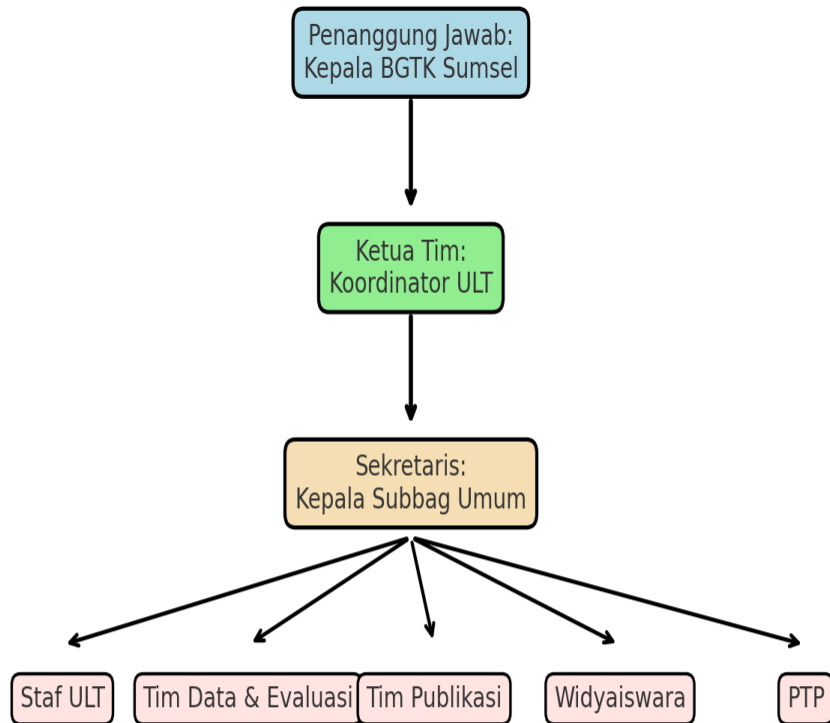 Penanggung Jawab:
Kepala BGTK Sumsel
Ketua Tim:
Koordinator ULT
Sekretaris:
Kepala Subbag Umum
Staf ULT
Tim Data & Evaluasi
Tim Publikasi
Widyaiswara
PTP